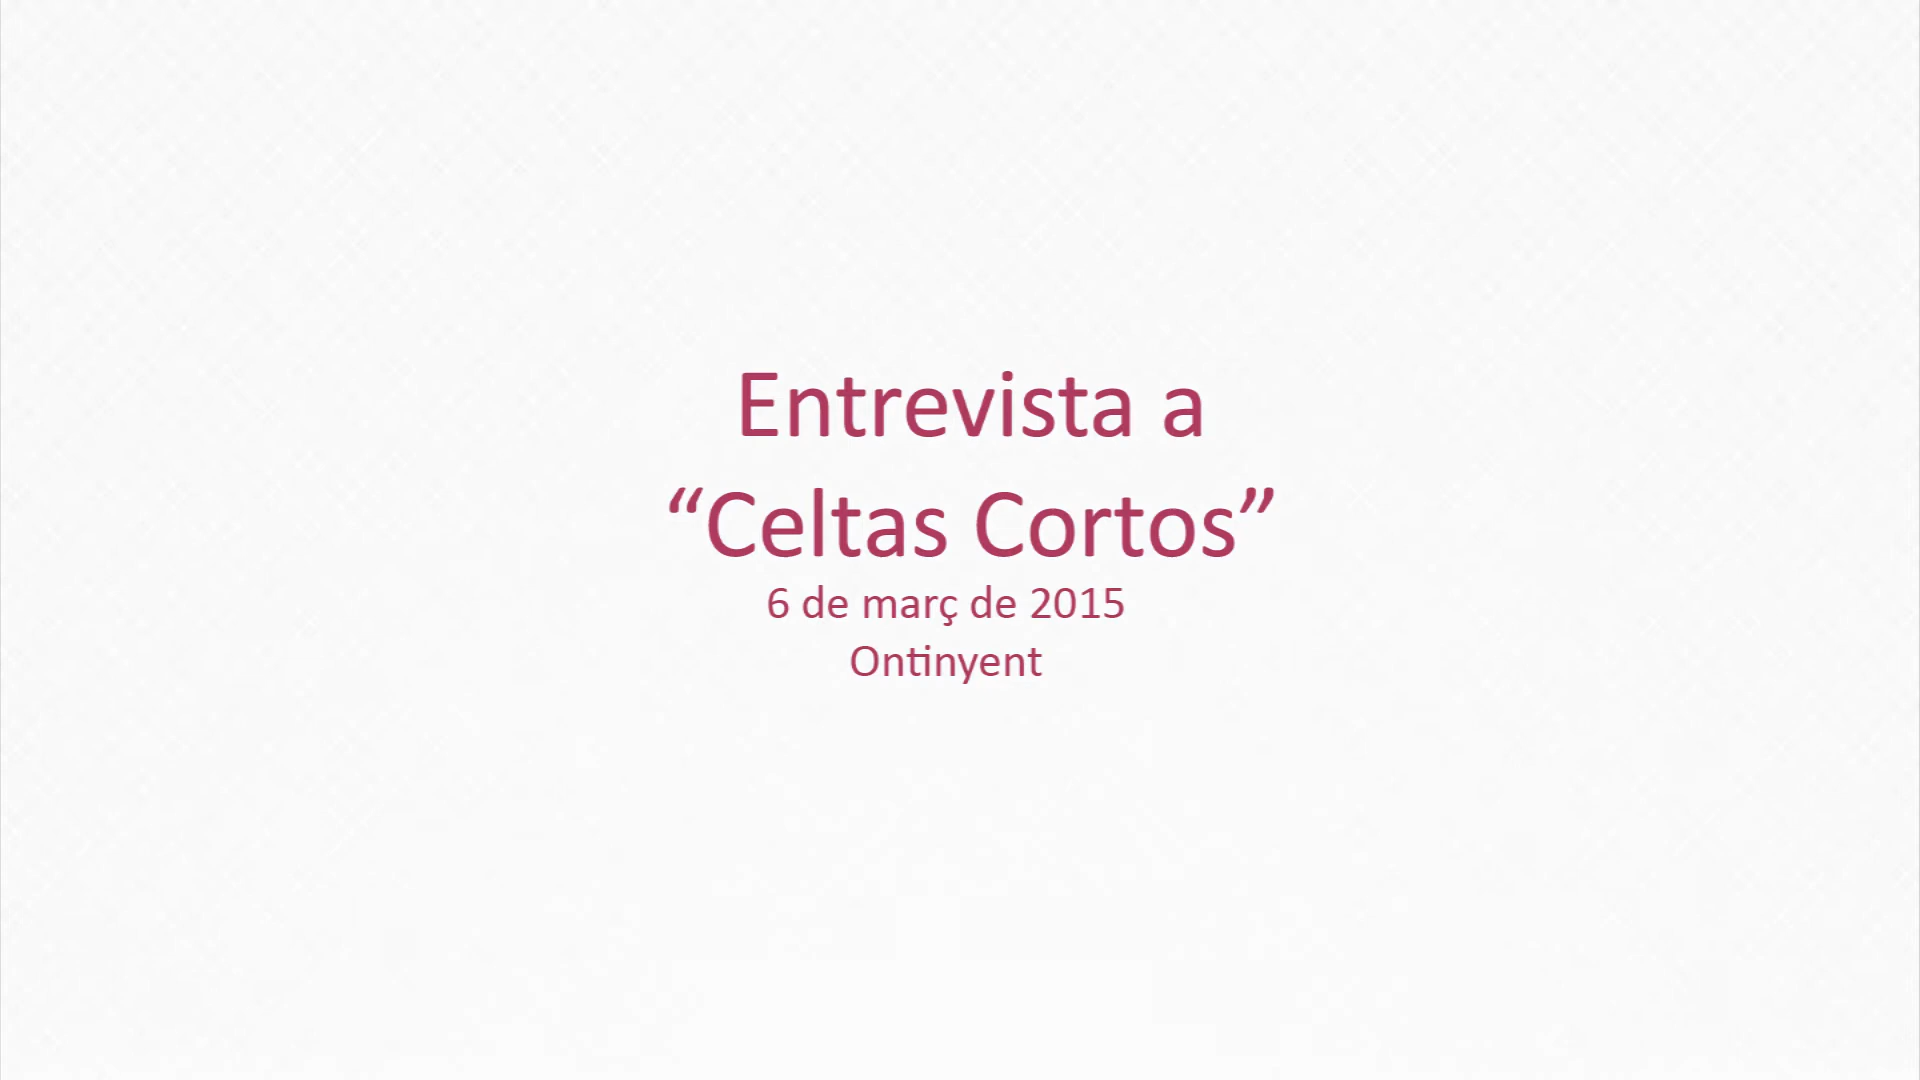 Entrevista a
“Celtas Cortos”
6 de març de 2015
Ontinyent